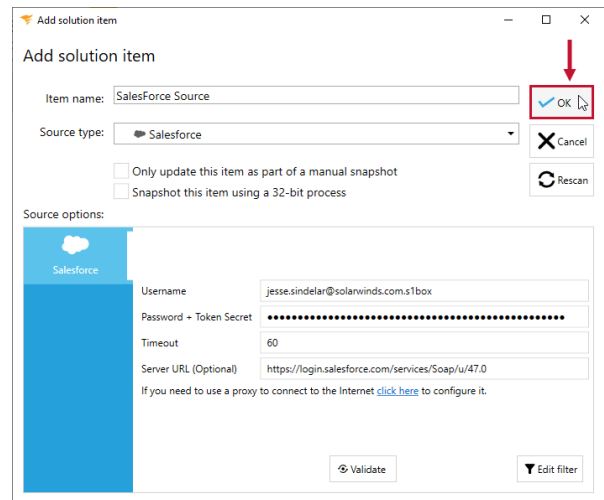 Add solution item
Add solution item
Item name: SalesForce Source
OK
Source type: Salesforce
Cancel
Only update this item as part of a manual snapshot
Rescan
Snapshot this item using a 32-bit process
Source options:
Salesforce
Username jesse.sindelar@solarwinds.com.s1box
Password + Token Secret ●●●●●●●●●●●●●●●●●●●●●●●●●●●●●●●●●●●●●●●●●●●●●●●●●
Timeout 60
Server URL (Optional) https://login.salesforce.com/services/Soap/u/47.0
If you need to use a proxy to connect to the Internet click here to configure it.
Validate Edit filter